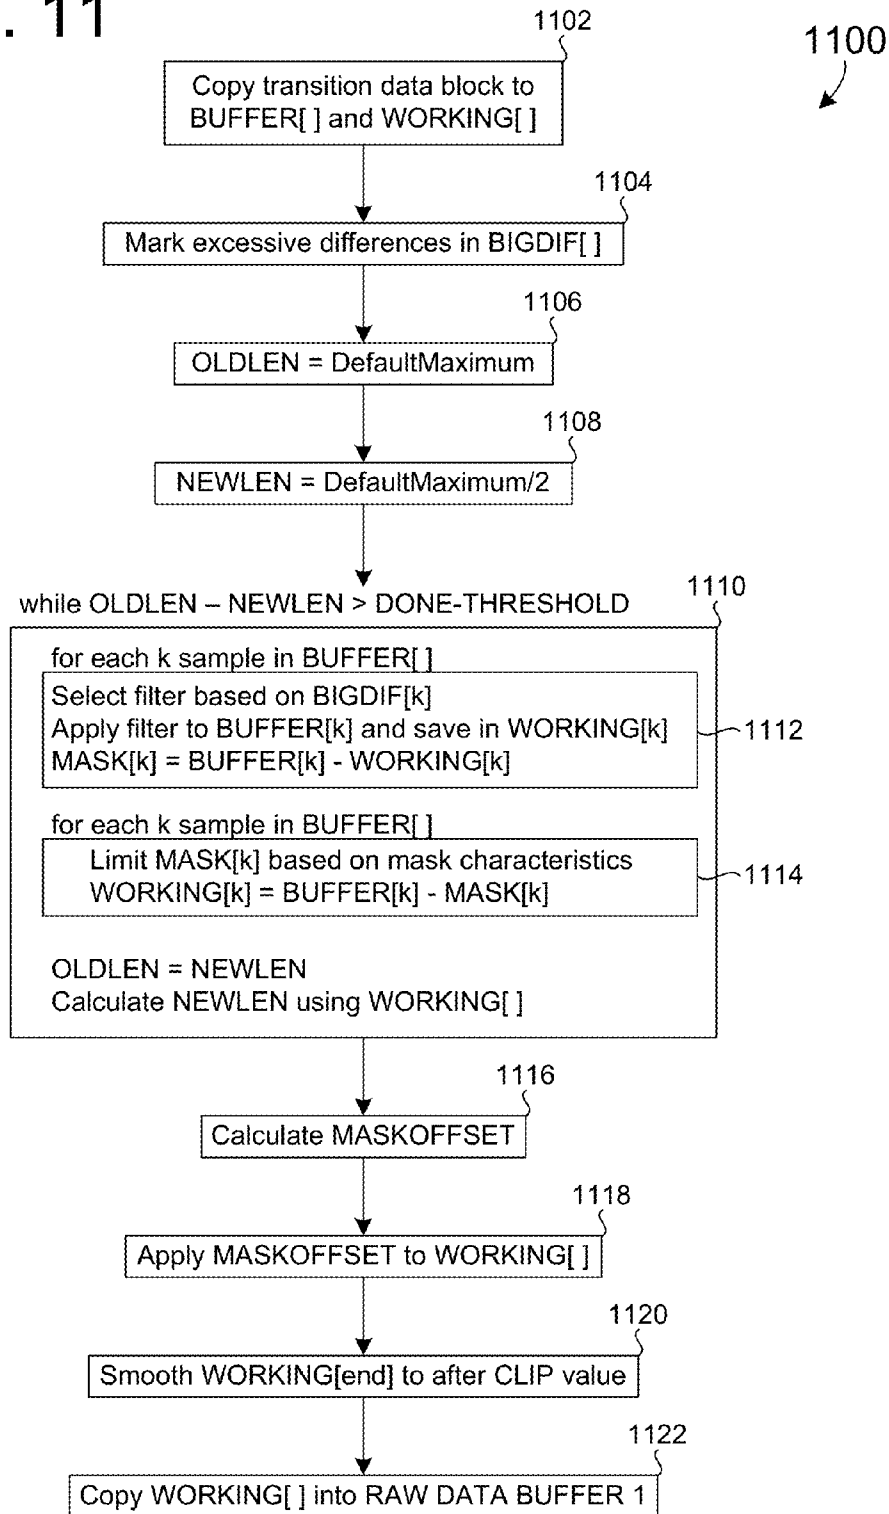 . 11
1100
1102
Copy transition data block to
BUFFER[ ] and WORKING[ ]
1104
Mark excessive differences in BIGDIF[ ]
1106
OLDLEN = DefaultMaximum
1108
NEWLEN = DefaultMaximum/2
1110
while OLDLEN – NEWLEN > DONE-THRESHOLD
for each k sample in BUFFER[ ]
Select filter based on BIGDIF[k]
Apply filter to BUFFER[k] and save in WORKING[k]
MASK[k] = BUFFER[k] - WORKING[k]
1112
for each k sample in BUFFER[ ]
Limit MASK[k] based on mask characteristics
WORKING[k] = BUFFER[k] - MASK[k]
1114
OLDLEN = NEWLEN
Calculate NEWLEN using WORKING[ ]
1116
Calculate MASKOFFSET
1118
Apply MASKOFFSET to WORKING[ ]
1120
Smooth WORKING[end] to after CLIP value
1122
Copy WORKING[ ] into RAW DATA BUFFER 1